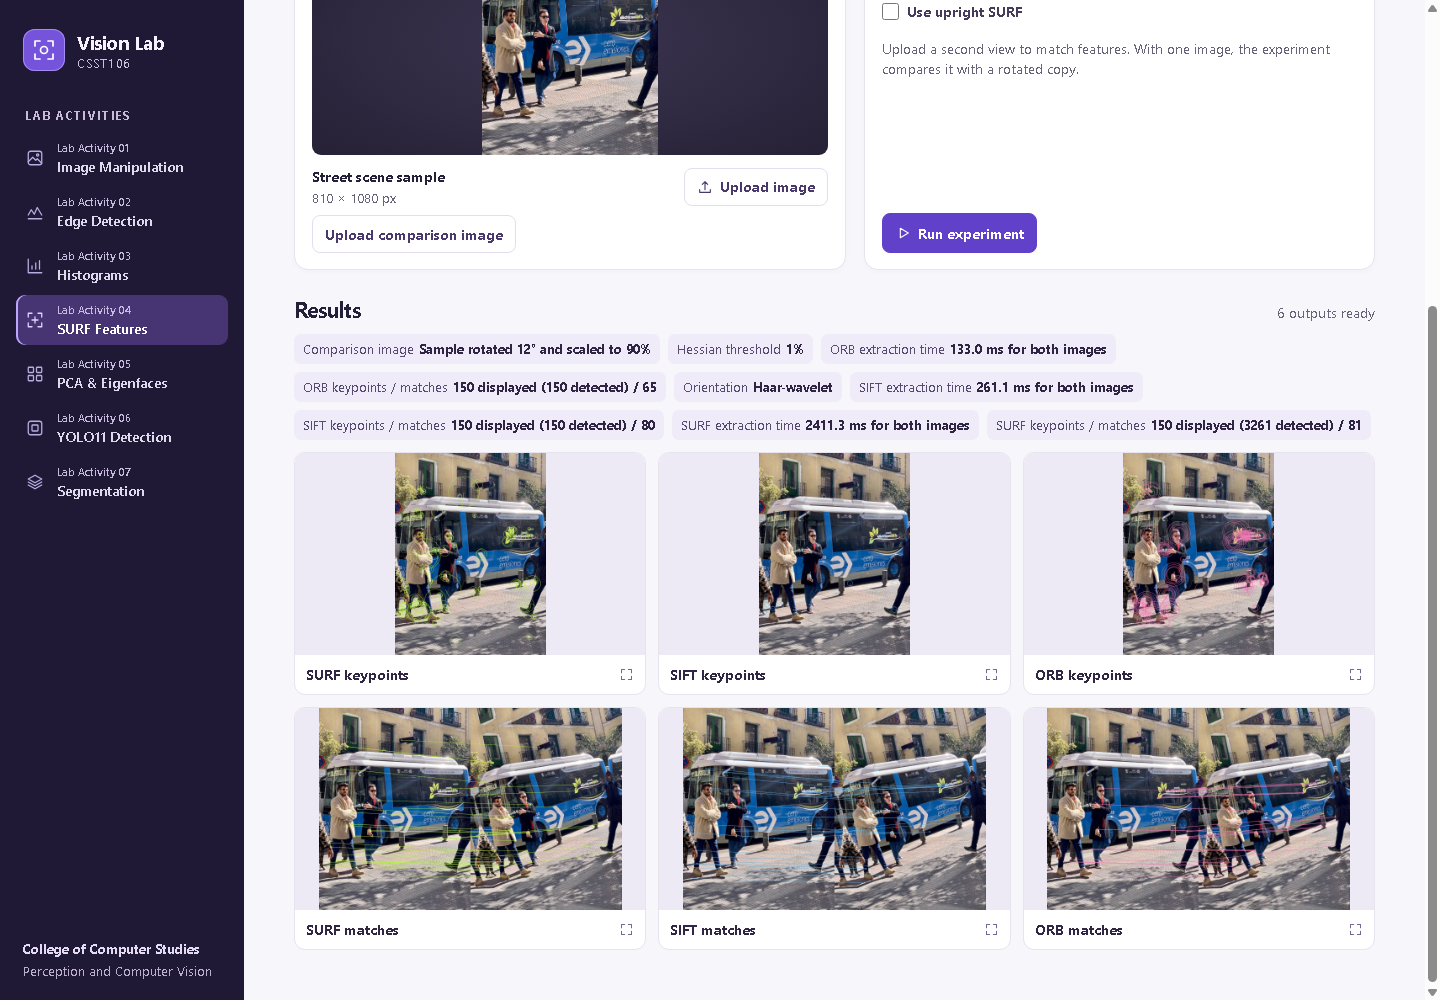 Vision Lab
CSST106
LAB ACTIVITIES
Lab Activity 01
Image Manipulation
Lab Activity 02
Edge Detection
Lab Activity 03
Histograms
Lab Activity 04
SURF Features
Lab Activity 05
PCA & Eigenfaces
Lab Activity 06
YOLO11 Detection
Lab Activity 07
Segmentation
College of Computer Studies
Perception and Computer Vision
Street scene sample
810 × 1080 px
Upload image
Upload comparison image
Use upright SURF
Upload a second view to match features. With one image, the experiment
compares it with a rotated copy.
Run experiment
Results
6 outputs ready
Comparison image Sample rotated 12° and scaled to 90%
Hessian threshold 1%
ORB extraction time 133.0 ms for both images
ORB keypoints / matches 150 displayed (150 detected) / 65
Orientation Haar-wavelet
SIFT extraction time 261.1 ms for both images
SIFT keypoints / matches 150 displayed (150 detected) / 80
SURF extraction time 2411.3 ms for both images
SURF keypoints / matches 150 displayed (3261 detected) / 81
SURF keypoints
SIFT keypoints
ORB keypoints
SURF matches
SIFT matches
ORB matches